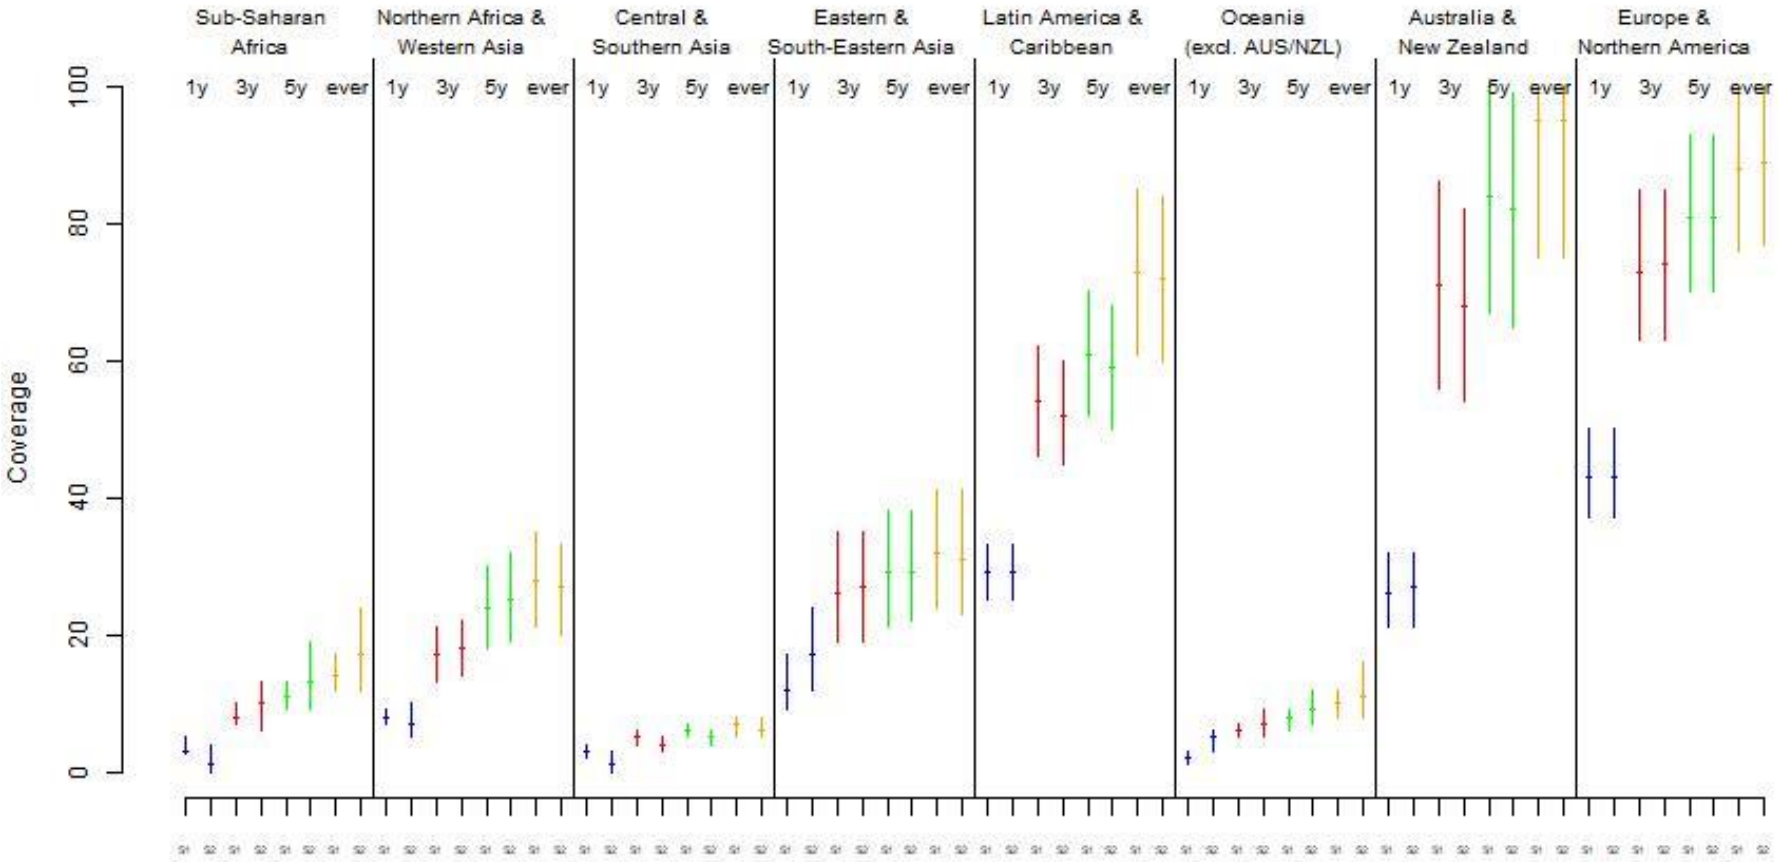 Sub-Saharan Africa
Northern Africa & Western Asia
Central & Southern Asia
Eastern & South-Eastern Asia
Latin America & Caribbean
Oceania (excl. AUS/NZL)
Australia & New Zealand
Europe & Northern America
1y 3y 5y ever 1y 3y 5y ever 1y 3y 5y ever 1y 3y 5y ever 1y 3y 5y ever 1y 3y 5y ever 1y 3y 5y ever 1y 3y 5y ever
100
80
60
40
20
0
Coverage